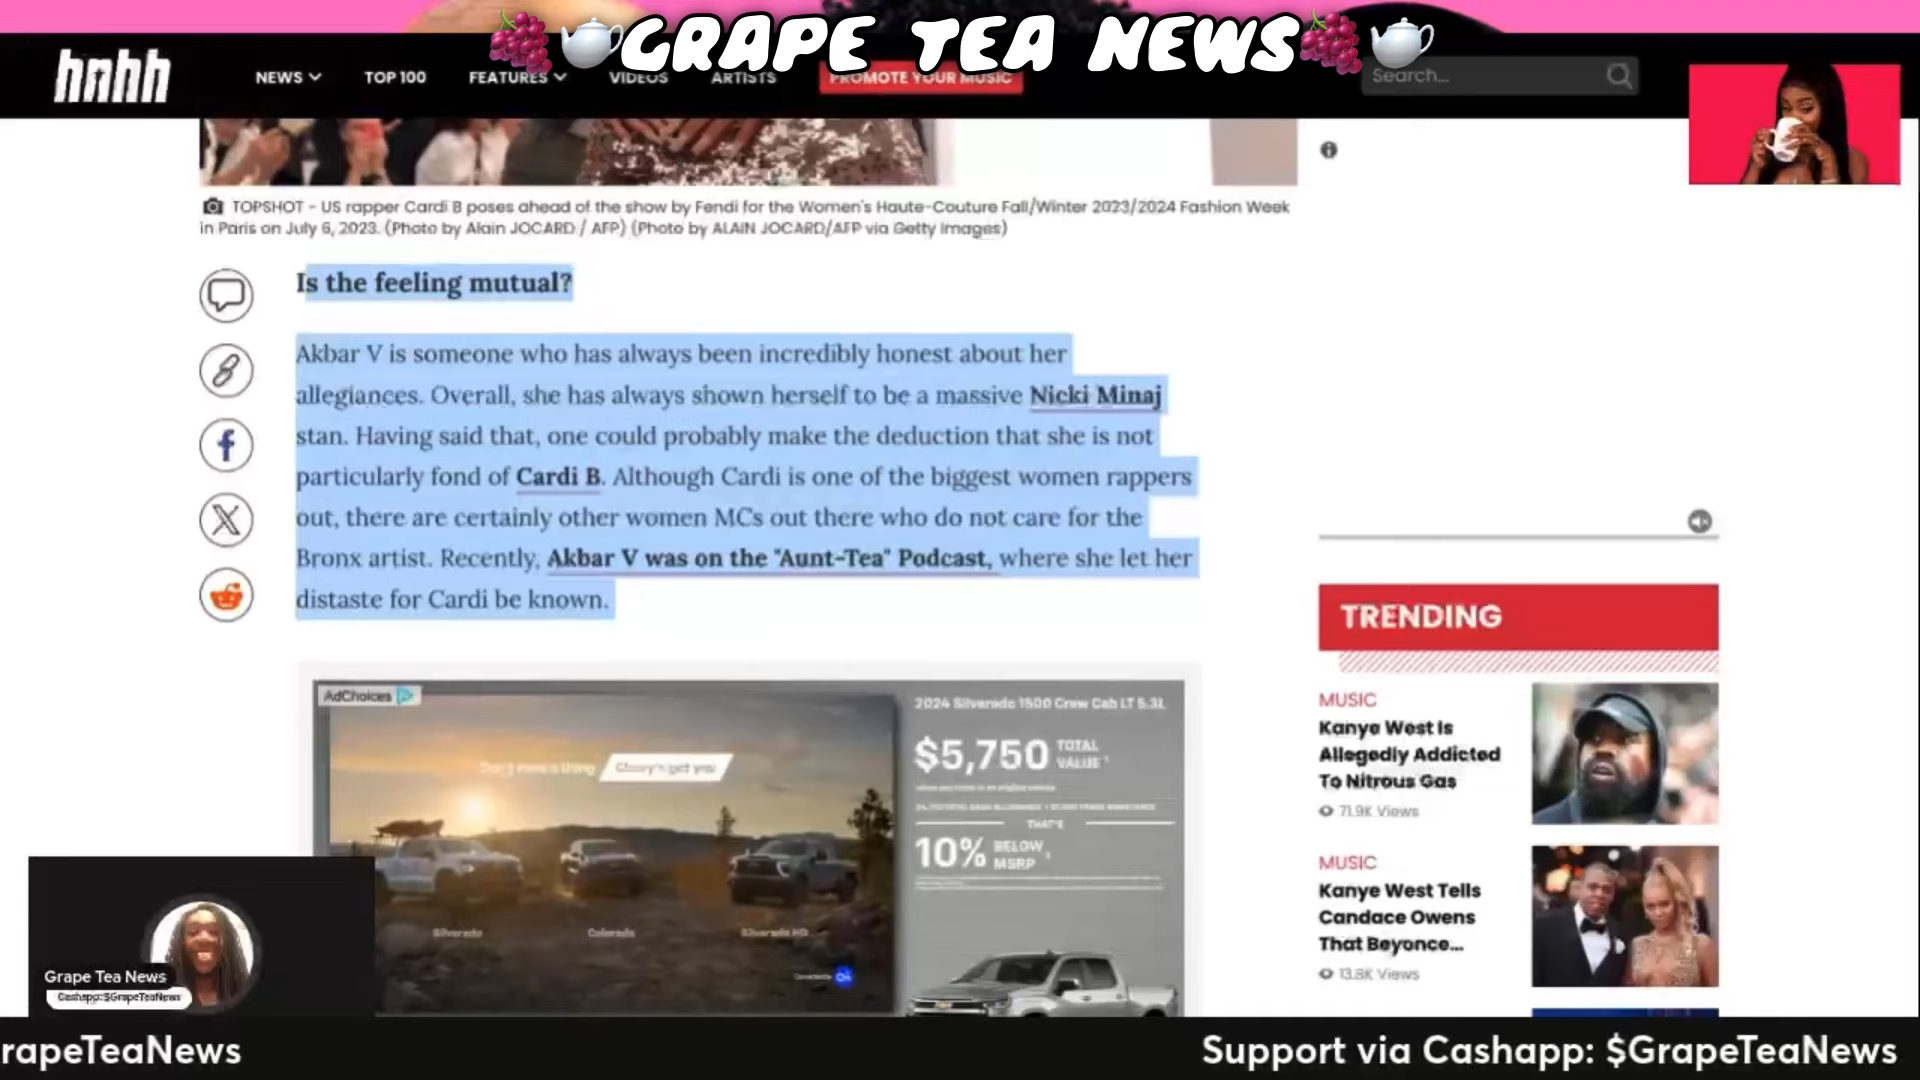 GRAPE TEA NEWS
hnhh
NEWS
TOP 100
FEATURES
VIDEOS
ARTISTS
PROMOTE YOUR MUSIC
Search...
TOPSHOT - US rapper Cardi B poses ahead of the show by Fendi for the Women's Haute-Couture Fall/Winter 2023/2024 Fashion Week
in Paris on July 6, 2023. (Photo by Alain JOCARD / AFP) (Photo by ALAIN JOCARD/AFP via Getty Images)
Is the feeling mutual?
Akbar V is someone who has always been incredibly honest about her
allegiances. Overall, she has always shown herself to be a massive Nicki Minaj
stan. Having said that, one could probably make the deduction that she is not
particularly fond of Cardi B. Although Cardi is one of the biggest women rappers
out, there are certainly other women MCs out there who do not care for the
Bronx artist. Recently, Akbar V was on the "Aunt-Tea" Podcast, where she let her
distaste for Cardi be known.
AdChoices
Chevy's got you
Silverado
Colorado
Silverado HD
2024 Silverado 1500 Crew Cab LT 5.3L
$5,750 TOTAL
VALUE
THAT'S
10% BELOW
MSRP
TRENDING
MUSIC
Kanye West Is
Allegedly Addicted
To Nitrous Gas
71.9K Views
MUSIC
Kanye West Tells
Candace Owens
That Beyonce...
13.8K Views
Grape Tea News
Cashapp:$GrapeTeaNews
rapeTeaNews
Support via Cashapp: $GrapeTeaNews